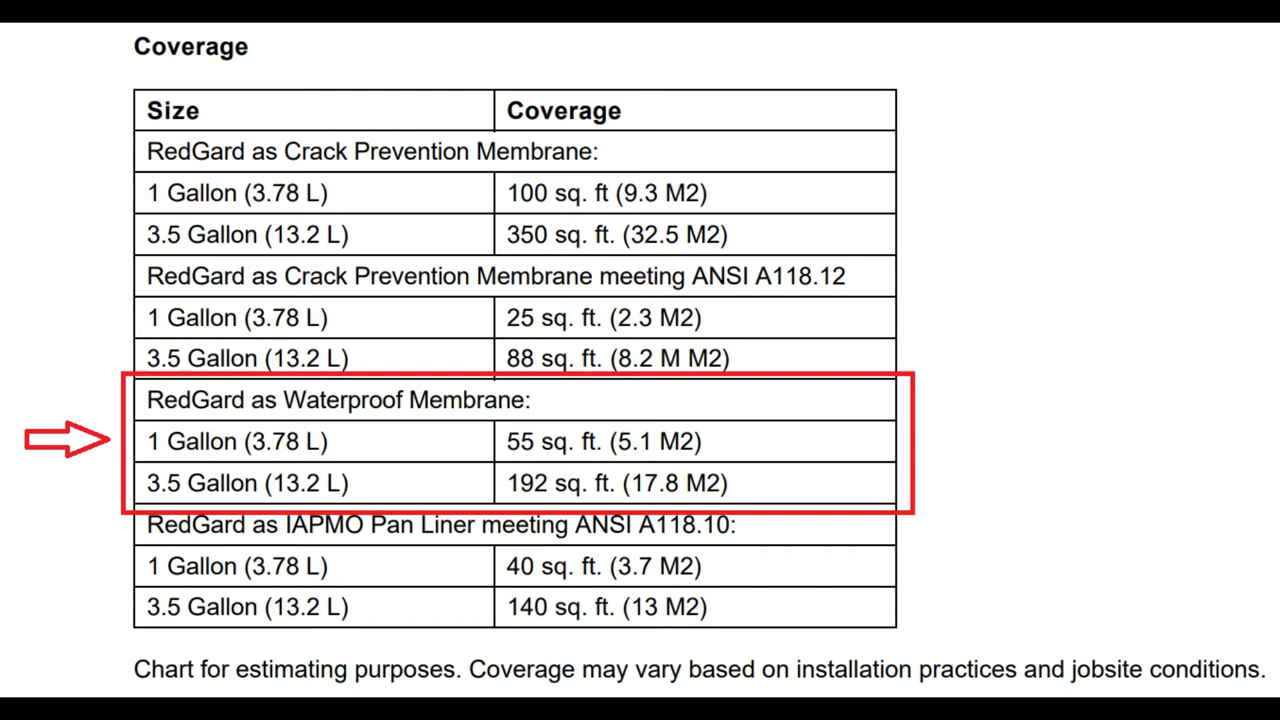 Coverage
Size Coverage
RedGard as Crack Prevention Membrane:
1 Gallon (3.78 L) 100 sq. ft (9.3 M2)
3.5 Gallon (13.2 L) 350 sq. ft. (32.5 M2)
RedGard as Crack Prevention Membrane meeting ANSI A118.12
1 Gallon (3.78 L) 25 sq. ft. (2.3 M2)
3.5 Gallon (13.2 L) 88 sq. ft. (8.2 M M2)
RedGard as Waterproof Membrane:
1 Gallon (3.78 L) 55 sq. ft. (5.1 M2)
3.5 Gallon (13.2 L) 192 sq. ft. (17.8 M2)
RedGard as IAPMO Pan Liner meeting ANSI A118.10:
1 Gallon (3.78 L) 40 sq. ft. (3.7 M2)
3.5 Gallon (13.2 L) 140 sq. ft. (13 M2)
Chart for estimating purposes. Coverage may vary based on installation practices and jobsite conditions.